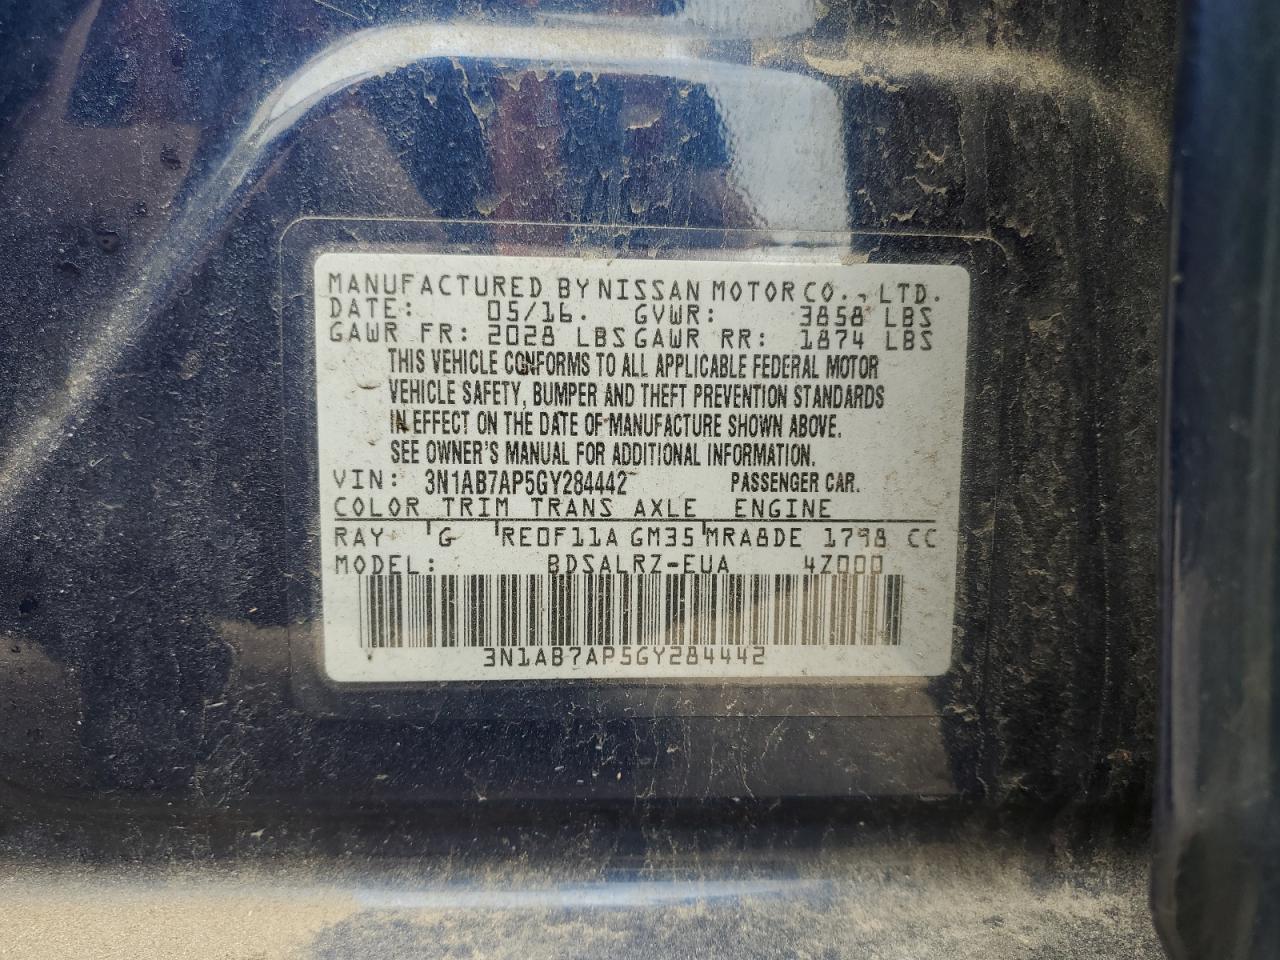 MANUFACTURED BY NISSAN MOTOR CO., LTD.
DATE: 05/16. GVWR: 3858 LBS
GAWR FR: 2028 LBS GAWR RR: 1874 LBS
THIS VEHICLE CONFORMS TO ALL APPLICABLE FEDERAL MOTOR
VEHICLE SAFETY, BUMPER AND THEFT PREVENTION STANDARDS
IN EFFECT ON THE DATE OF MANUFACTURE SHOWN ABOVE.
SEE OWNER'S MANUAL FOR ADDITIONAL INFORMATION.
VIN: 3N1AB7AP5GY284442 PASSENGER CAR.
COLOR TRIM TRANS AXLE ENGINE
RAY G RE0F11A GM35 MRA8DE 1798 CC
MODEL: BDSALRZ-EUA 4Z000
3N1AB7AP5GY284442